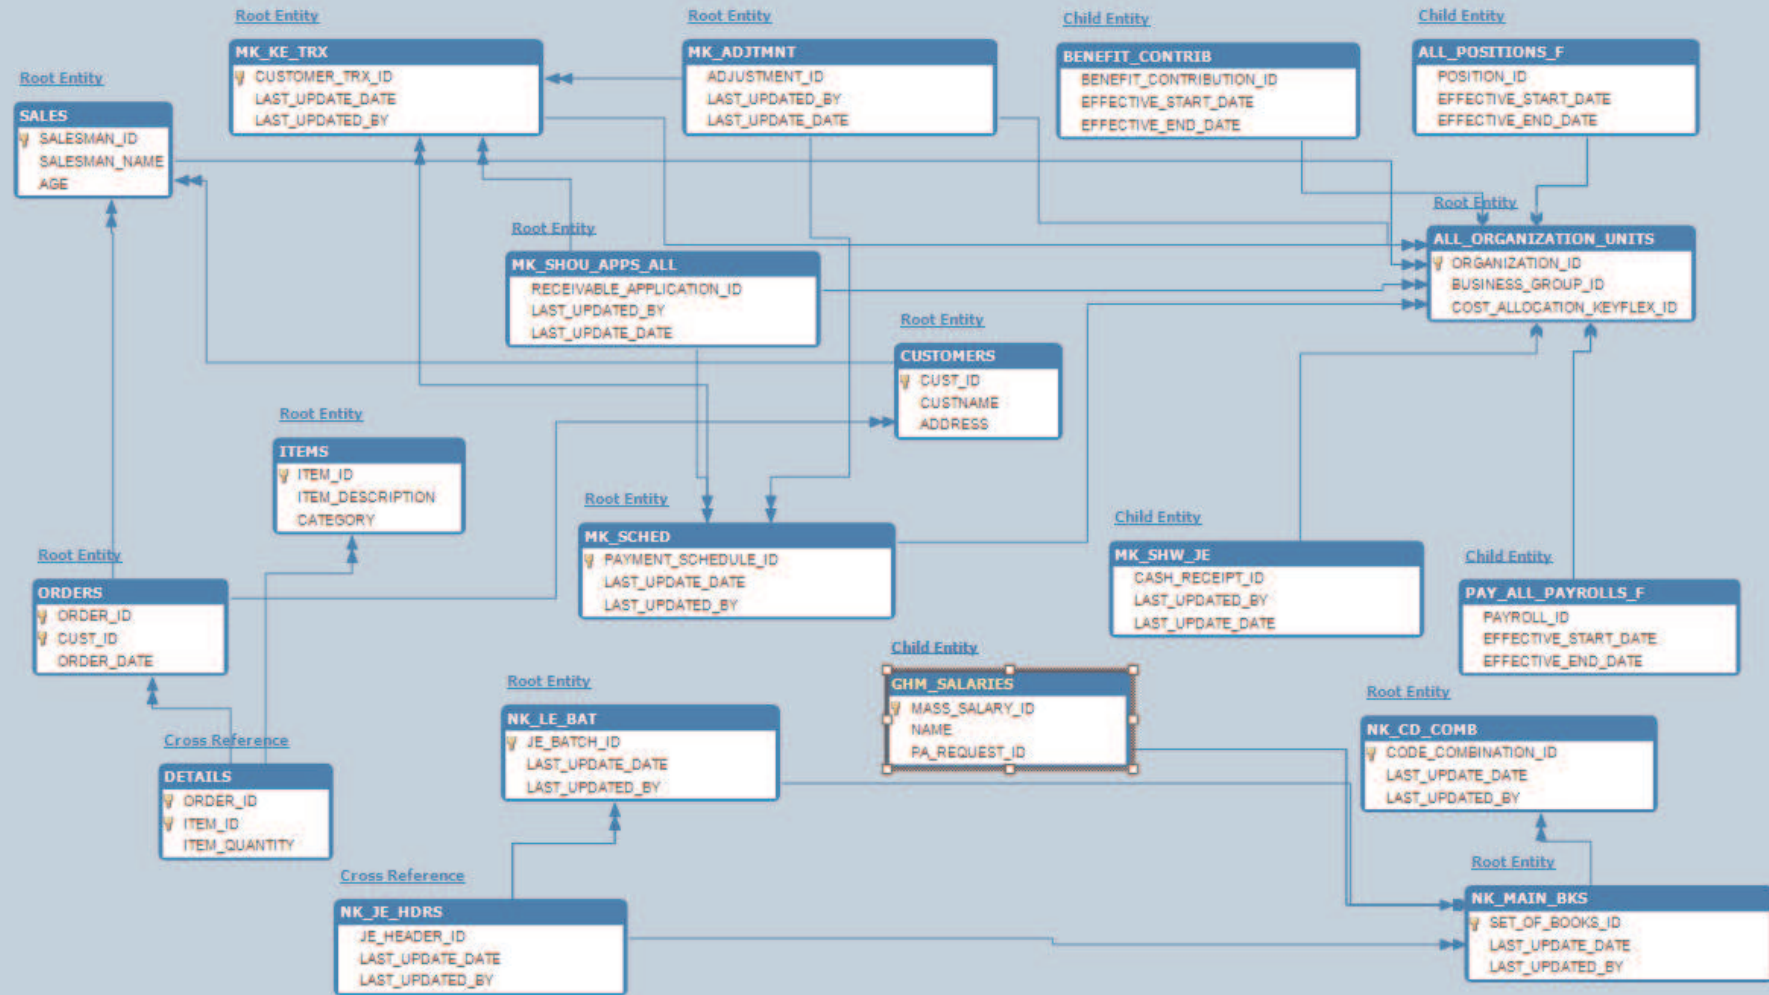 Root Entity
MK_KE_TRX
CUSTOMER_TRX_ID
LAST_UPDATE_DATE
LAST_UPDATED_BY
Root Entity
MK_ADJTMNT
ADJUSTMENT_ID
LAST_UPDATED_BY
LAST_UPDATE_DATE
Child Entity
BENEFIT_CONTRIB
BENEFIT_CONTRIBUTION_ID
EFFECTIVE_START_DATE
EFFECTIVE_END_DATE
Child Entity
ALL_POSITIONS_F
POSITION_ID
EFFECTIVE_START_DATE
EFFECTIVE_END_DATE
Root Entity
SALES
SALESMAN_ID
SALESMAN_NAME
AGE
Root Entity
ALL_ORGANIZATION_UNITS
ORGANIZATION_ID
BUSINESS_GROUP_ID
COST_ALLOCATION_KEYFLEX_ID
Root Entity
MK_SHOU_APPS_ALL
RECEIVABLE_APPLICATION_ID
LAST_UPDATED_BY
LAST_UPDATE_DATE
Root Entity
CUSTOMERS
CUST_ID
CUSTNAME
ADDRESS
Root Entity
ITEMS
ITEM_ID
ITEM_DESCRIPTION
CATEGORY
Root Entity
MK_SCHED
PAYMENT_SCHEDULE_ID
LAST_UPDATE_DATE
LAST_UPDATED_BY
Child Entity
MK_SHW_JE
CASH_RECEIPT_ID
LAST_UPDATED_BY
LAST_UPDATE_DATE
Child Entity
PAY_ALL_PAYROLLS_F
PAYROLL_ID
EFFECTIVE_START_DATE
EFFECTIVE_END_DATE
Root Entity
ORDERS
ORDER_ID
CUST_ID
ORDER_DATE
Child Entity
GHM_SALARIES
MASS_SALARY_ID
NAME
PA_REQUEST_ID
Root Entity
NK_LE_BAT
JE_BATCH_ID
LAST_UPDATE_DATE
LAST_UPDATED_BY
Root Entity
NK_CD_COMB
CODE_COMBINATION_ID
LAST_UPDATE_DATE
LAST_UPDATED_BY
Cross Reference
DETAILS
ORDER_ID
ITEM_ID
ITEM_QUANTITY
Cross Reference
NK_JE_HDRS
JE_HEADER_ID
LAST_UPDATE_DATE
LAST_UPDATED_BY
Root Entity
NK_MAIN_BKS
SET_OF_BOOKS_ID
LAST_UPDATE_DATE
LAST_UPDATED_BY